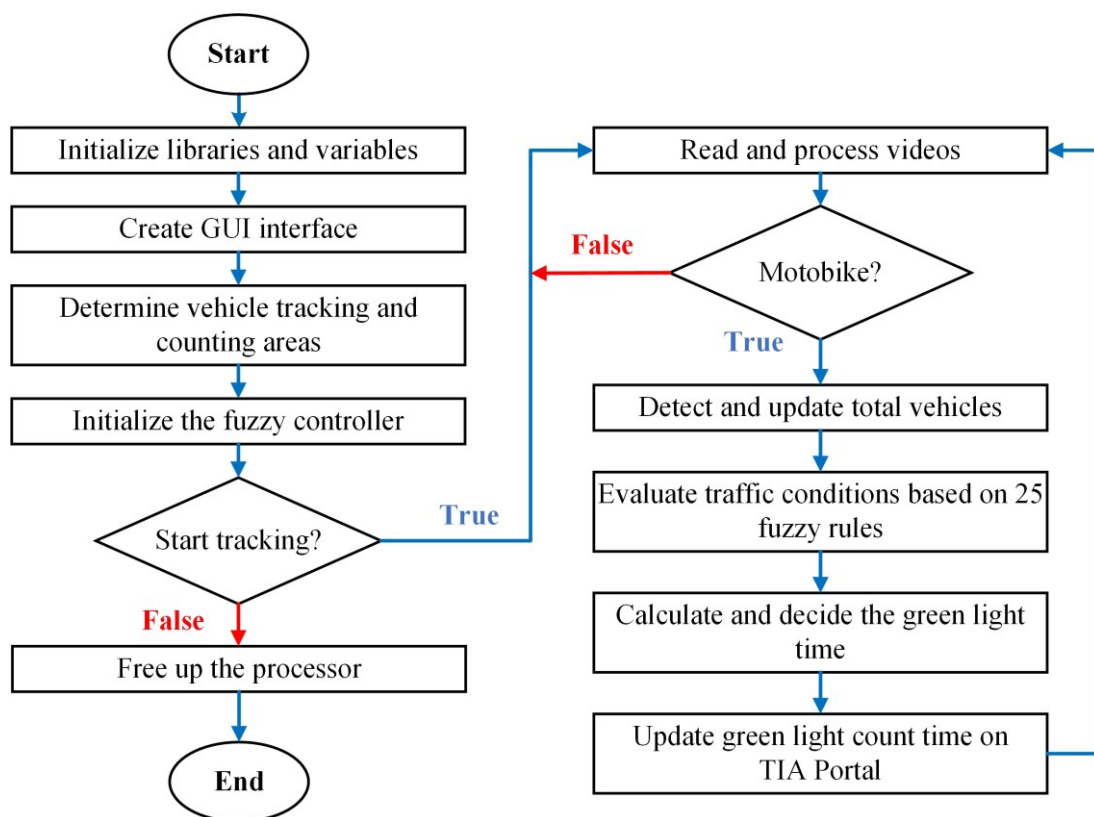 Start
Initialize libraries and variables
Create GUI interface
Determine vehicle tracking and
counting areas
Initialize the fuzzy controller
Start tracking?
True
False
Free up the processor
End
Read and process videos
False
Motobike?
True
Detect and update total vehicles
Evaluate traffic conditions based on 25
fuzzy rules
Calculate and decide the green light
time
Update green light count time on
TIA Portal